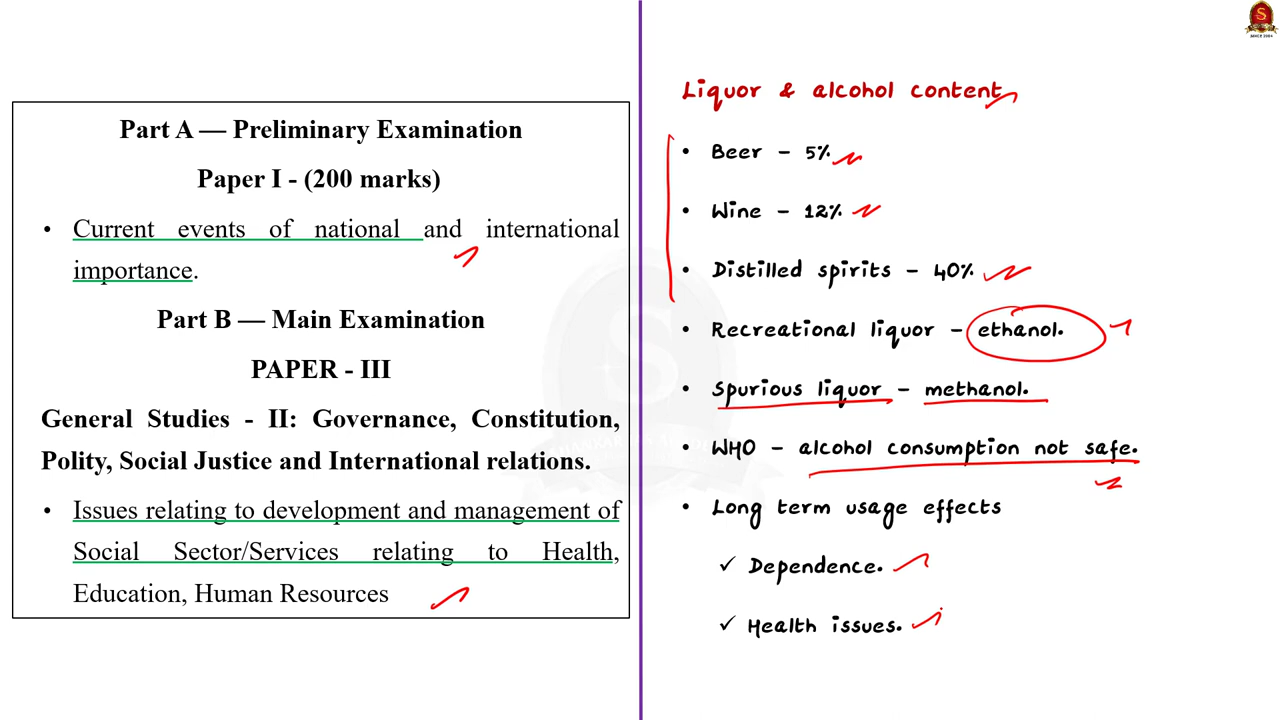 Part A — Preliminary Examination
Paper I - (200 marks)
• Current events of national and international
importance.
Part B — Main Examination
PAPER - III
General Studies - II: Governance, Constitution,
Polity, Social Justice and International relations.
• Issues relating to development and management of
Social Sector/Services relating to Health,
Education, Human Resources
Liquor & alcohol content
• Beer – 5%
• Wine – 12%
• Distilled spirits – 40%
• Recreational liquor – ethanol.
• Spurious liquor – methanol.
• WHO – alcohol consumption not safe.
• Long term usage effects
✓ Dependence.
✓ Health issues.
S
SINCE 2004